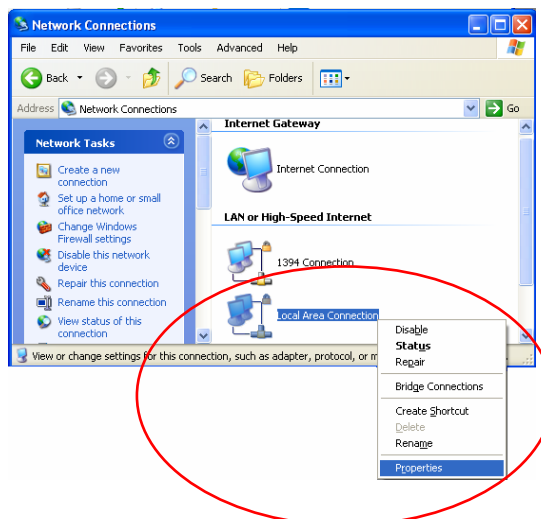 Network Connections
File Edit View Favorites Tools Advanced Help
Back Search Folders
Address Network Connections Go
Network Tasks
Create a new
connection
Set up a home or small
office network
Change Windows
Firewall settings
Disable this network
device
Repair this connection
Rename this connection
View status of this
connection
Internet Gateway
Internet Connection
LAN or High-Speed Internet
1394 Connection
Local Area Connection
Disable
Status
Repair
Bridge Connections
Create Shortcut
Delete
Rename
Properties
View or change settings for this connection, such as adapter, protocol, or m